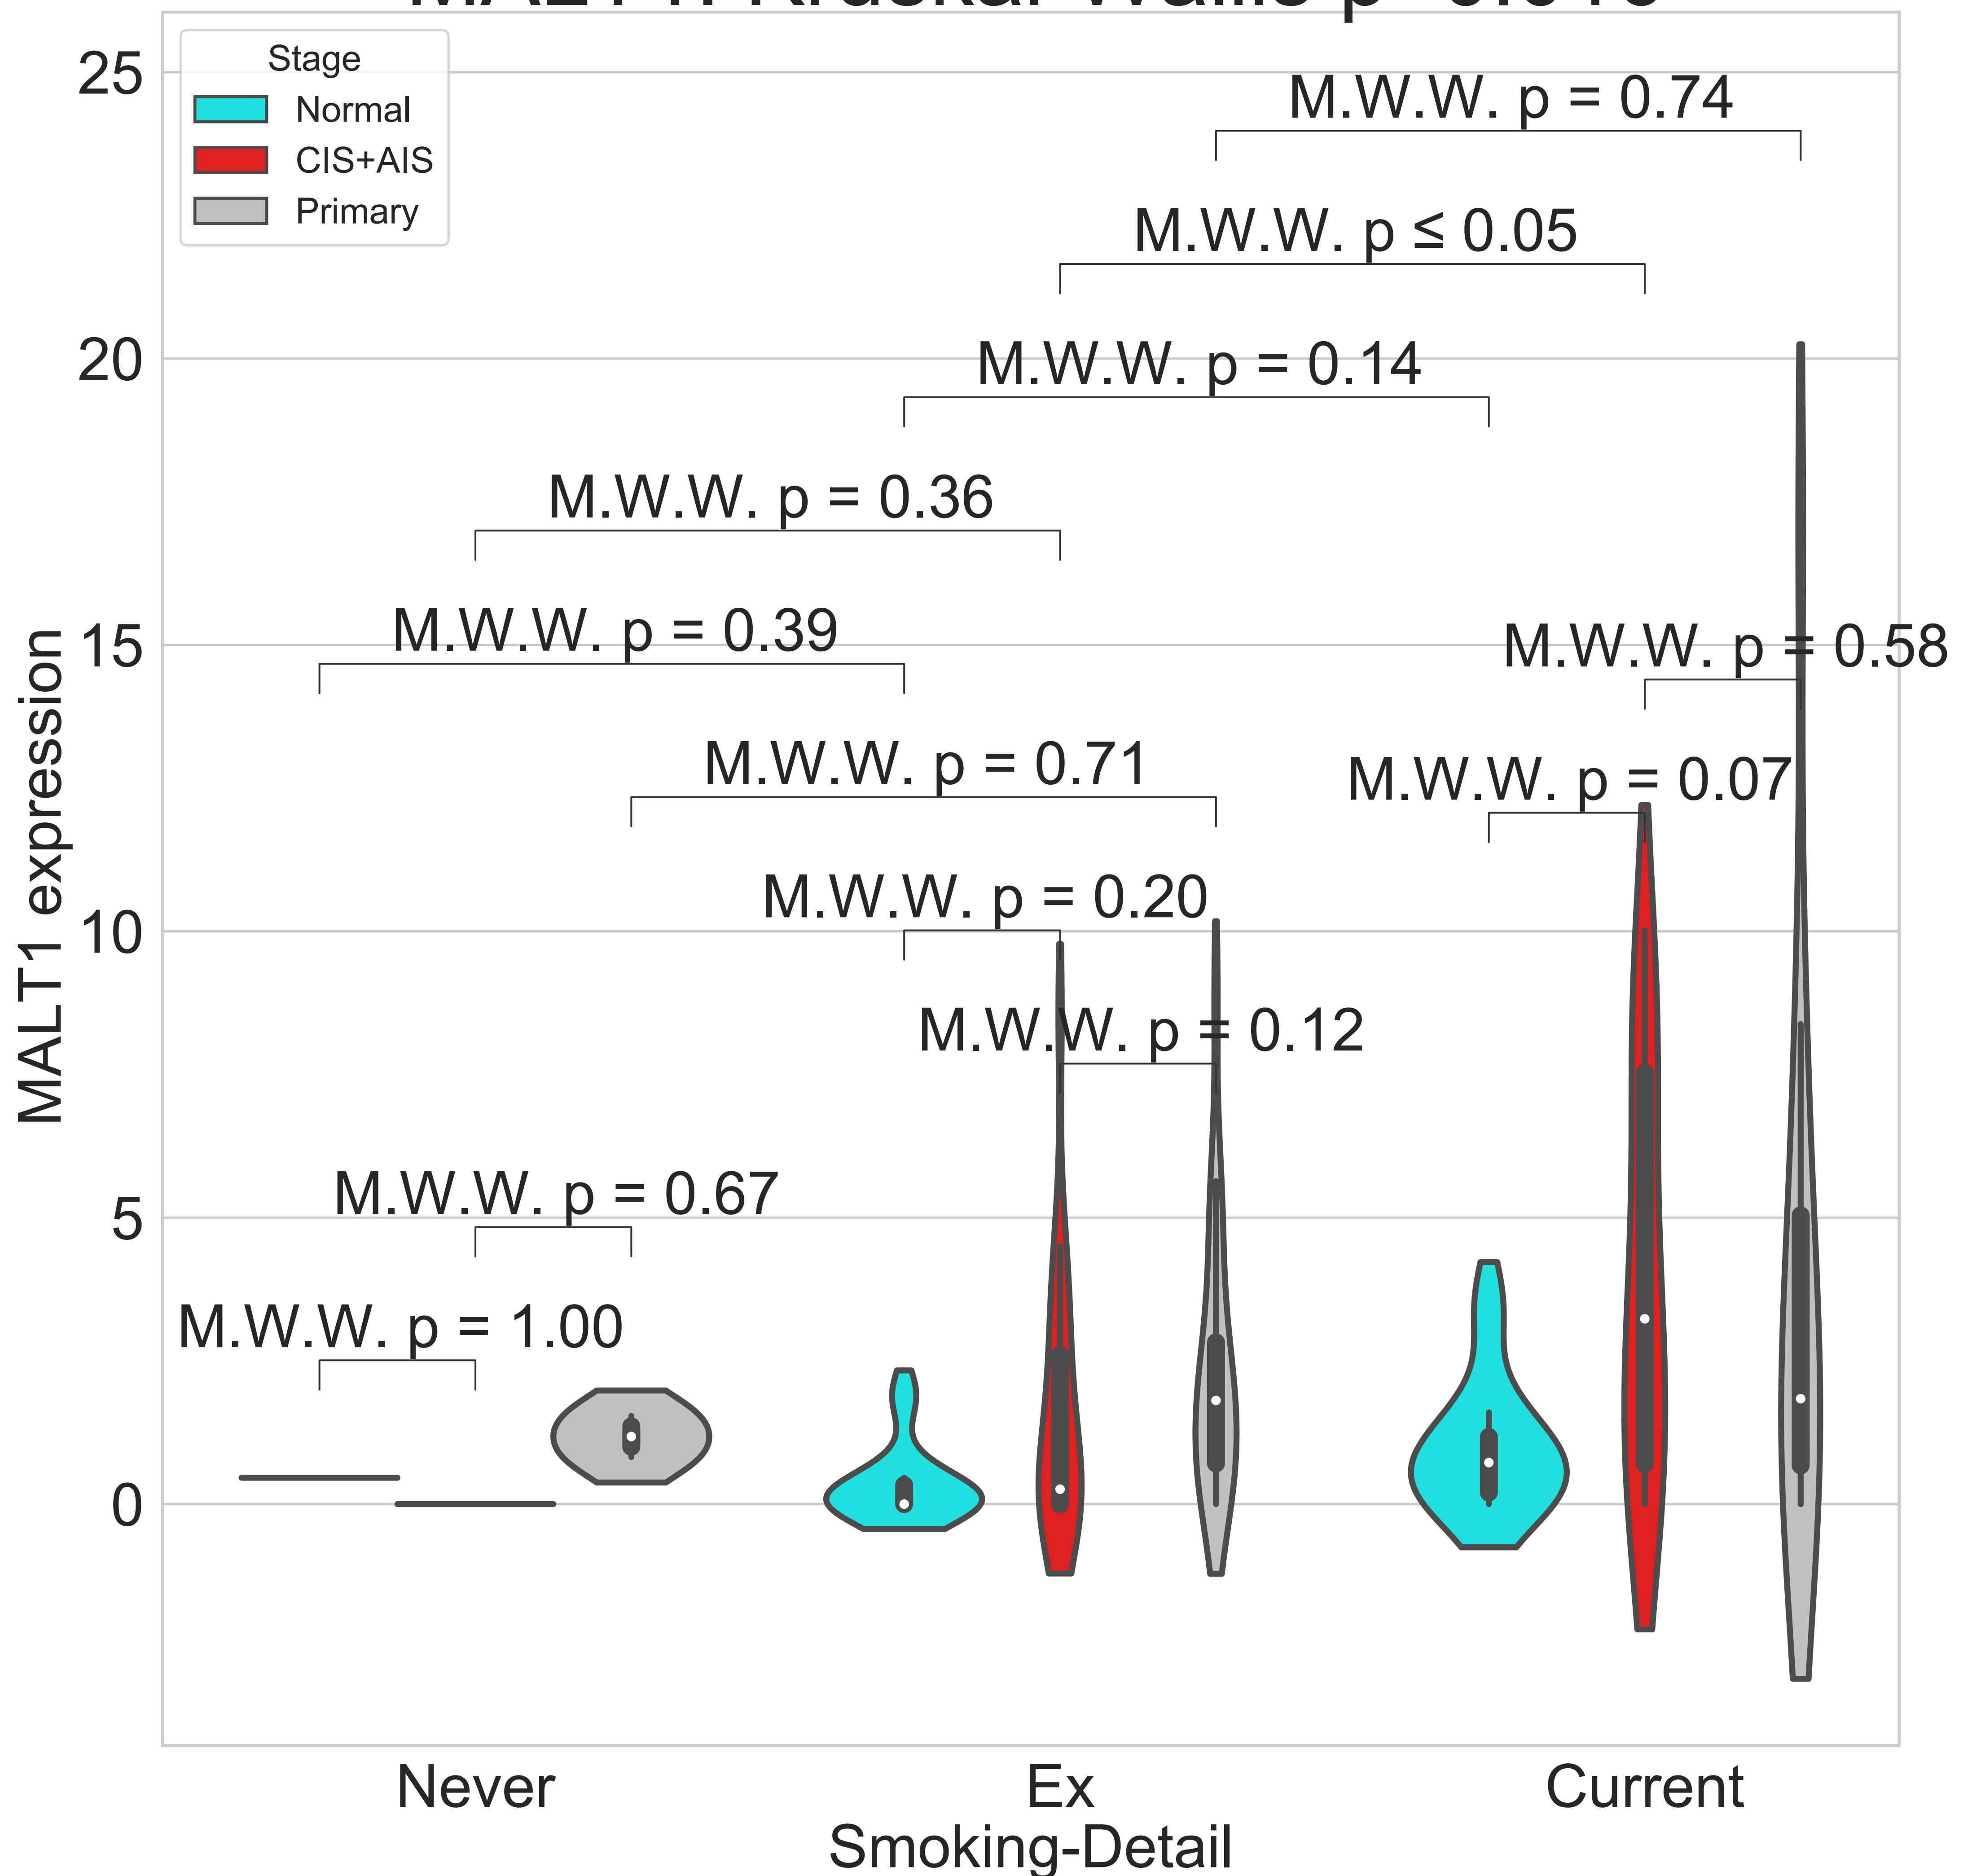 25
Stage
Normal
CIS+AIS
Primary
M.W.W. p = 0.74
M.W.W. p ≤ 0.05
20
M.W.W. p = 0.14
M.W.W. p = 0.36
15
M.W.W. p = 0.39
M.W.W. p = 0.58
M.W.W. p = 0.71
M.W.W. p = 0.07
MALT1 expression
10
M.W.W. p = 0.20
M.W.W. p = 0.12
5
M.W.W. p = 0.67
M.W.W. p = 1.00
0
Never
Ex
Current
Smoking-Detail